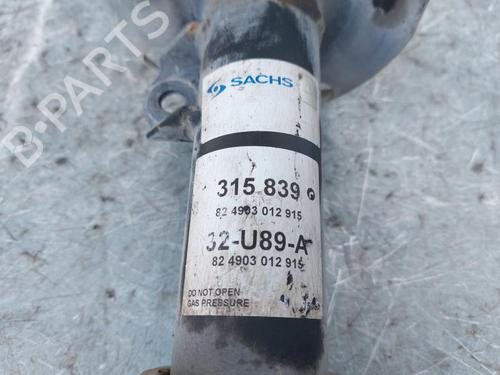 SACHS
315 839 G
82 4903 012 915
32-U89-A
82 4903 012 915
DO NOT OPEN
GAS PRESSURE
B-Parts